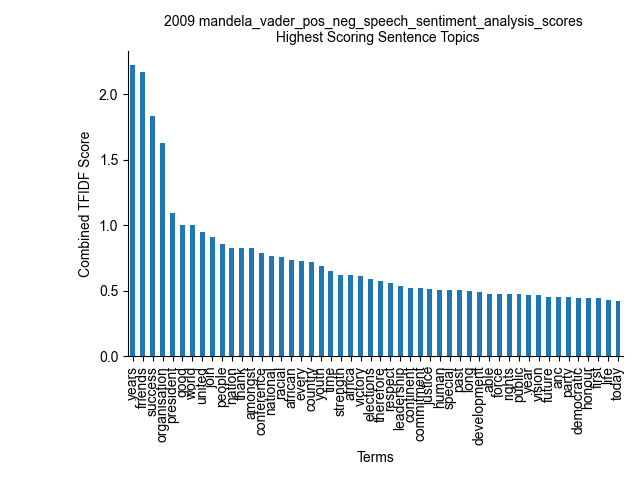 2009 mandela_vader_pos_neg_speech_sentiment_analysis_scores
Highest Scoring Sentence Topics
Combined TFIDF Score
2.0
1.5
1.0
0.5
0.0
years
friends
success
organisation
president
good
world
united
join
people
nation
thank
amongst
conference
national
racial
african
every
country
youth
time
strength
africa
victory
elections
therefore
respect
leadership
continent
commitment
justice
human
special
past
long
development
able
force
rights
public
year
vision
future
anc
party
democratic
honour
first
life
today
Terms